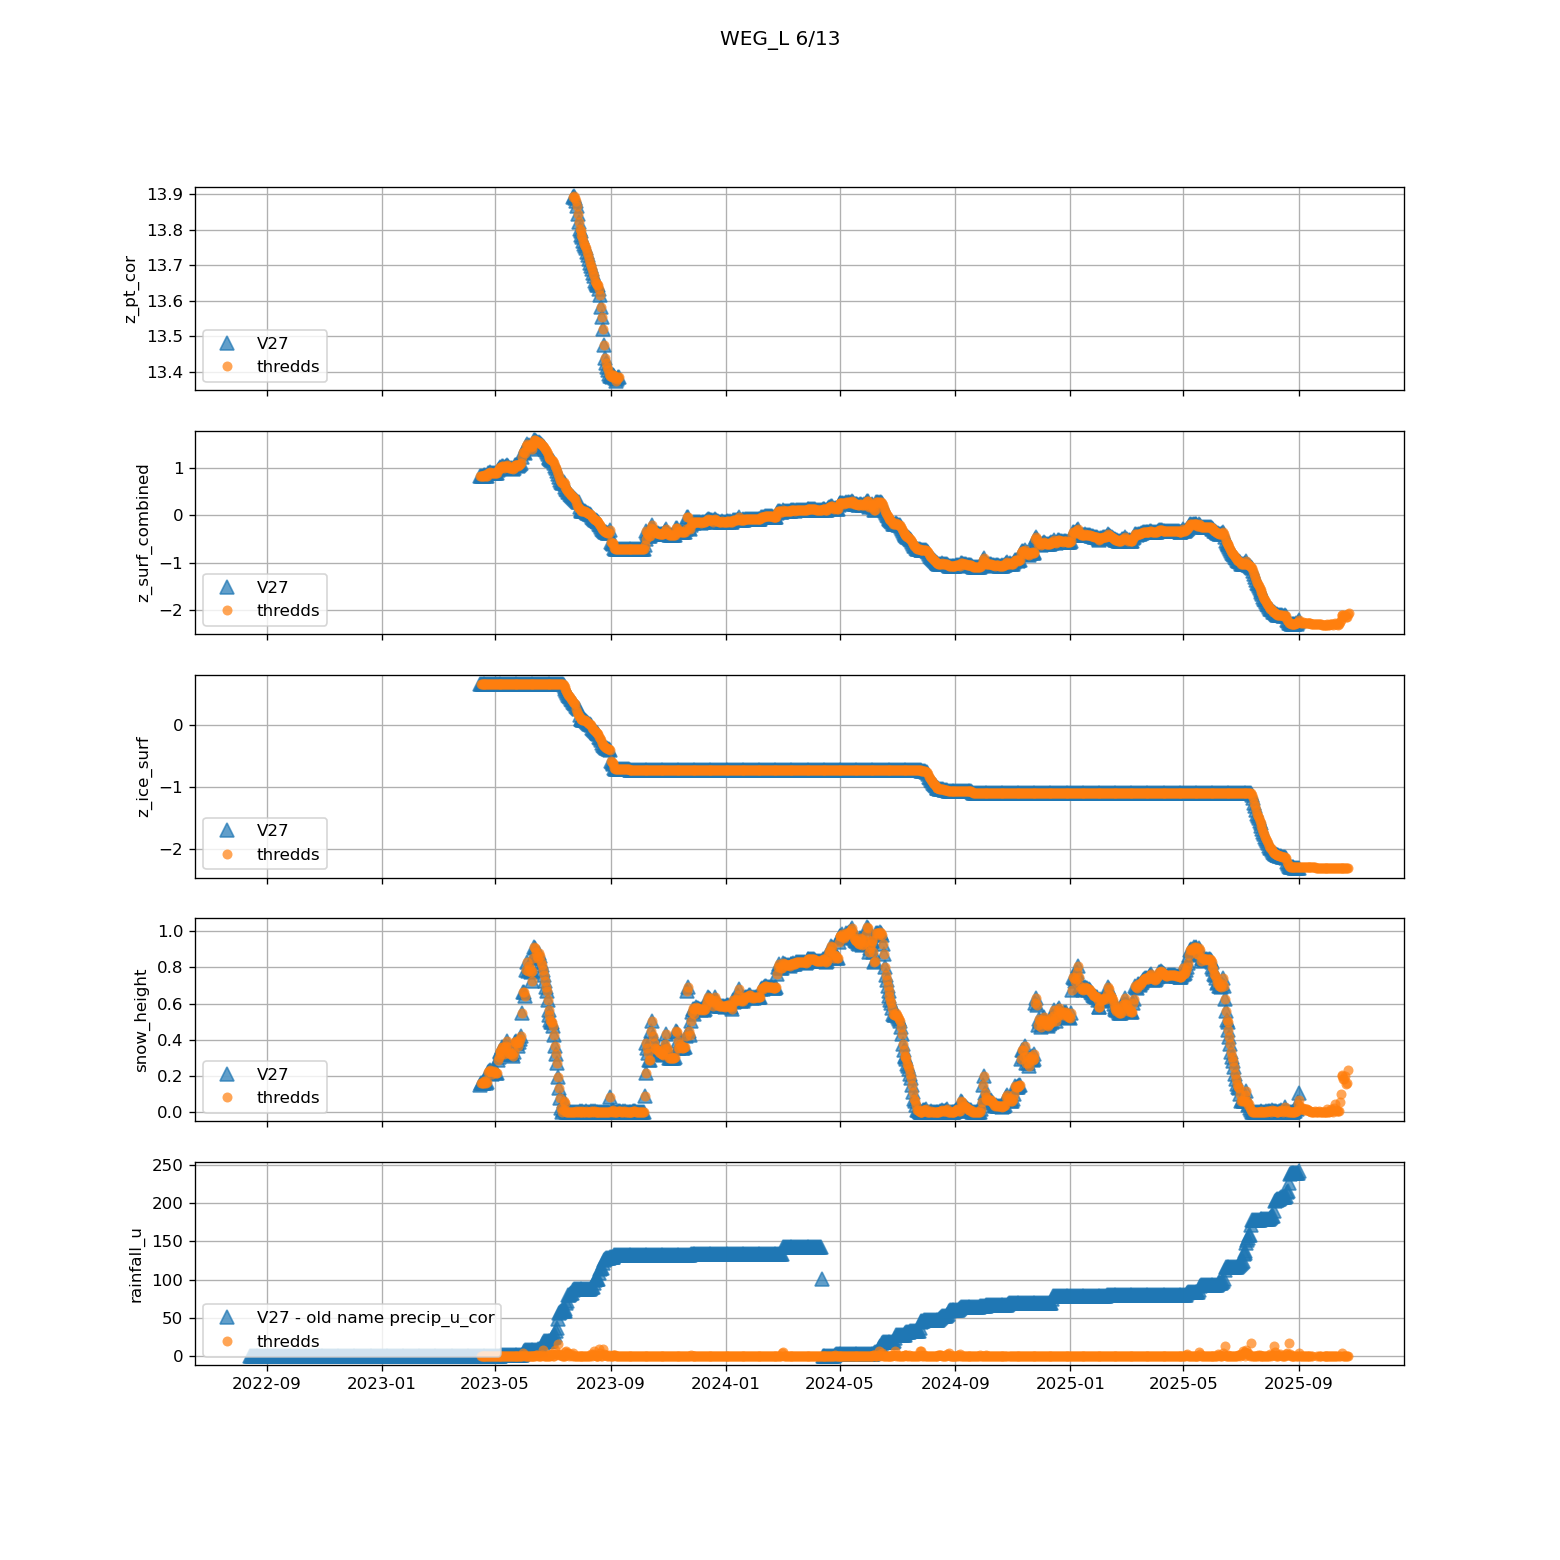 WEG_L 6/13
13.9
13.8
13.7
13.6
13.5
13.4
z_pt_cor
V27
thredds
1
0
−1
−2
z_surf_combined
V27
thredds
0
−1
−2
z_ice_surf
V27
thredds
1.0
0.8
0.6
0.4
0.2
0.0
snow_height
V27
thredds
250
200
150
100
50
0
rainfall_u
V27 - old name precip_u_cor
thredds
2022-09 2023-01 2023-05 2023-09 2024-01 2024-05 2024-09 2025-01 2025-05 2025-09